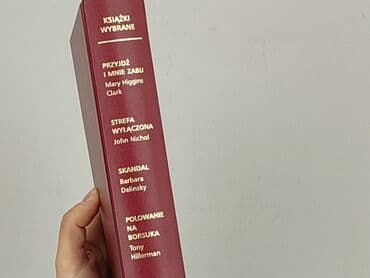 KSIĄŻKI
WYBRANE
PRZYJDŹ
I MNIE ZABIJ
Mary Higgins
Clark
STREFA
WYŁĄCZONA
John Nichol
SKANDAL
Barbara
Delinsky
POLOWANIE
NA
BORSUKA
Tony
Hillerman